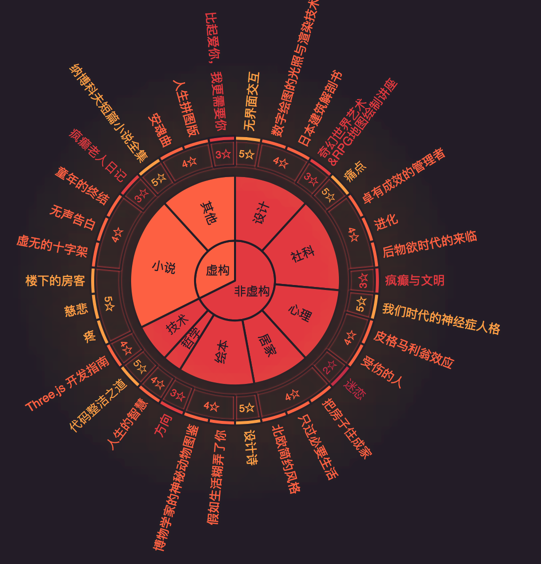 非虚构
虚构
设计
社科
心理
居家
绘本
哲学
技术
小说
其他
5☆
无界面交互
4☆
数字绘图的光照与渲染技术
日本建筑解剖书
3☆
奇幻世界艺术
&RPG地图绘制讲座
5☆
痛点
4☆
卓有成效的管理者
进化
后物欲时代的来临
3☆
疯癫与文明
5☆
我们时代的神经症人格
4☆
皮格马利翁效应
受伤的人
2☆
迷恋
4☆
把房子住成家
只过必要生活
北欧简约风格
5☆
设计诗
4☆
假如生活糊弄了你
博物学家的神秘动物图鉴
3☆
方向
4☆
人生的智慧
5☆
代码整洁之道
4☆
Three.js 开发指南
5☆
疼
慈悲
楼下的房客
4☆
虚无的十字架
无声告白
童年的终结
3☆
疯癫老人日记
5☆
纳博科夫短篇小说全集
4☆
安魂曲
人生拼图版
3☆
比起爱你，我更需要你